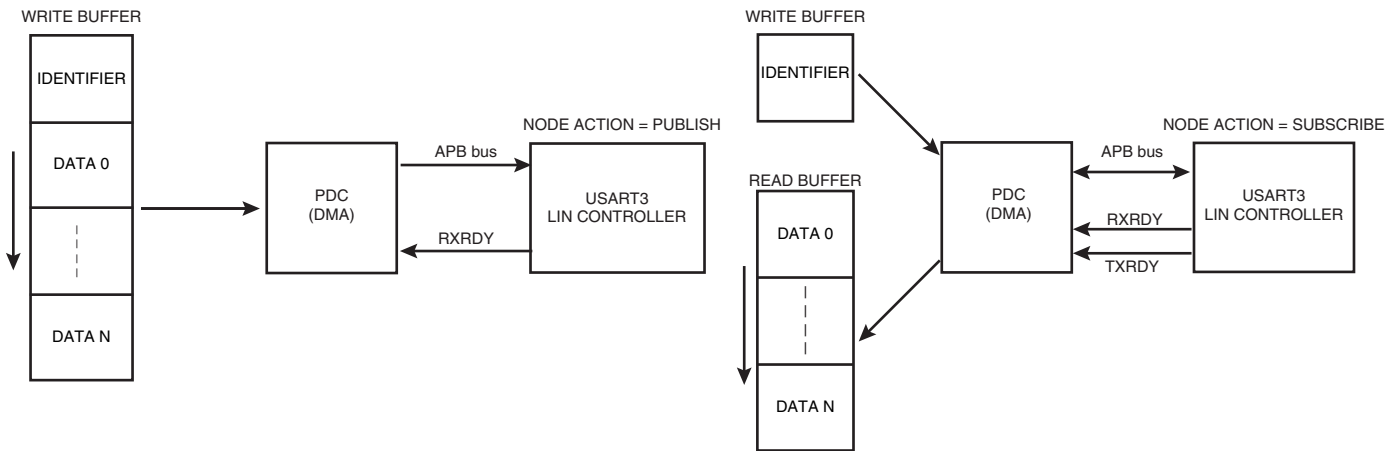 WRITE BUFFER
IDENTIFIER
DATA 0
DATA N
PDC
(DMA)
APB bus
RXRDY
NODE ACTION = PUBLISH
USART3
LIN CONTROLLER
WRITE BUFFER
IDENTIFIER
READ BUFFER
DATA 0
DATA N
PDC
(DMA)
APB bus
RXRDY
TXRDY
NODE ACTION = SUBSCRIBE
USART3
LIN CONTROLLER